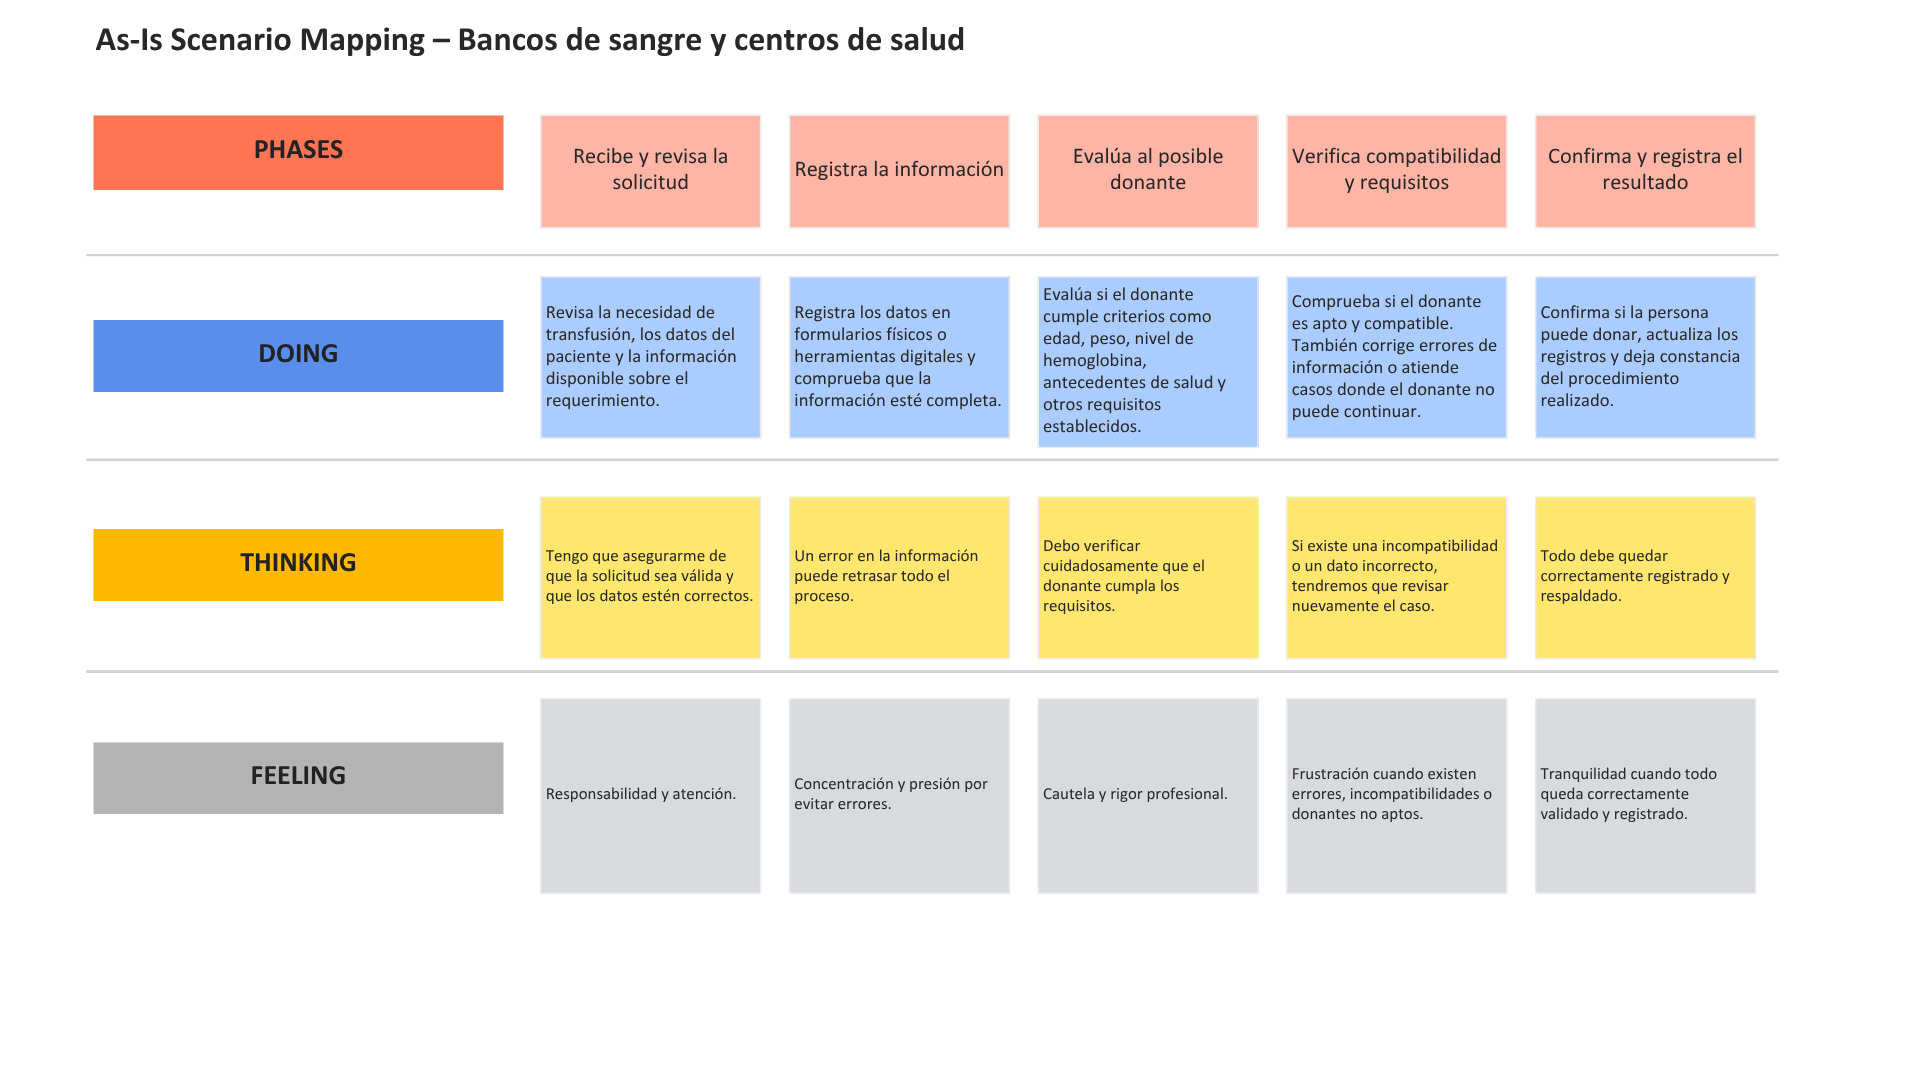 As-Is Scenario Mapping – Bancos de sangre y centros de salud
PHASES
Recibe y revisa la
solicitud
Registra la información
Evalúa al posible
donante
Verifica compatibilidad
y requisitos
Confirma y registra el
resultado
DOING
Revisa la necesidad de
transfusión, los datos del
paciente y la información
disponible sobre el
requerimiento.
Registra los datos en
formularios físicos o
herramientas digitales y
comprueba que la
información esté completa.
Evalúa si el donante
cumple criterios como
edad, peso, nivel de
hemoglobina,
antecedentes de salud y
otros requisitos
establecidos.
Comprueba si el donante
es apto y compatible.
También corrige errores de
información o atiende
casos donde el donante no
puede continuar.
Confirma si la persona
puede donar, actualiza los
registros y deja constancia
del procedimiento
realizado.
THINKING
Tengo que asegurarme de
que la solicitud sea válida y
que los datos estén correctos.
Un error en la información
puede retrasar todo el
proceso.
Debo verificar
cuidadosamente que el
donante cumpla los
requisitos.
Si existe una incompatibilidad
o un dato incorrecto,
tendremos que revisar
nuevamente el caso.
Todo debe quedar
correctamente registrado y
respaldado.
FEELING
Responsabilidad y atención.
Concentración y presión por
evitar errores.
Cautela y rigor profesional.
Frustración cuando existen
errores, incompatibilidades o
donantes no aptos.
Tranquilidad cuando todo
queda correctamente
validado y registrado.